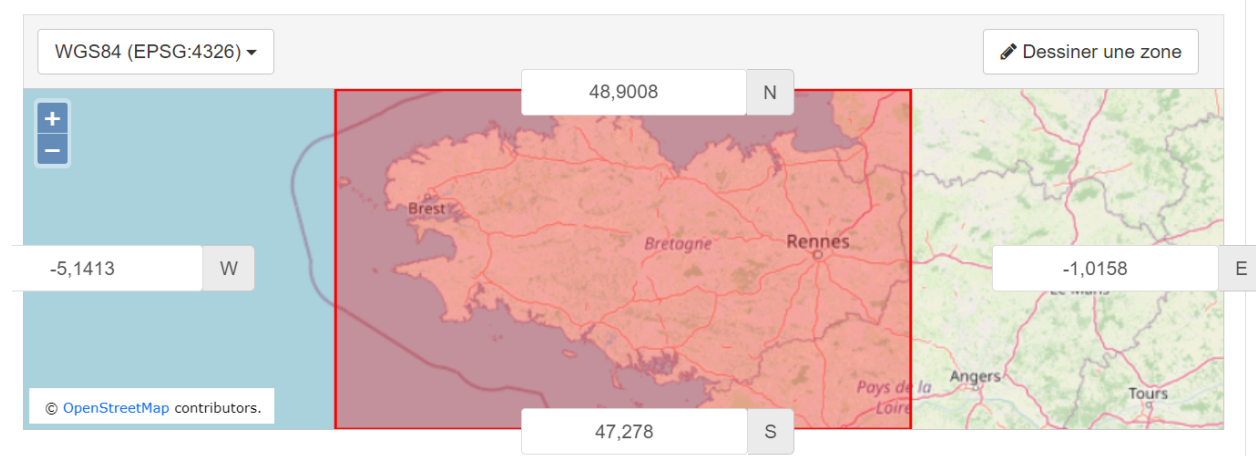 WGS84 (EPSG:4326)
Dessiner une zone
48,9008 N
+
−
Brest
Bretagne
Rennes
-5,1413 W
-1,0158 E
Le Mans
Pays de la
Loire
Angers
Tours
© OpenStreetMap contributors.
47,278 S